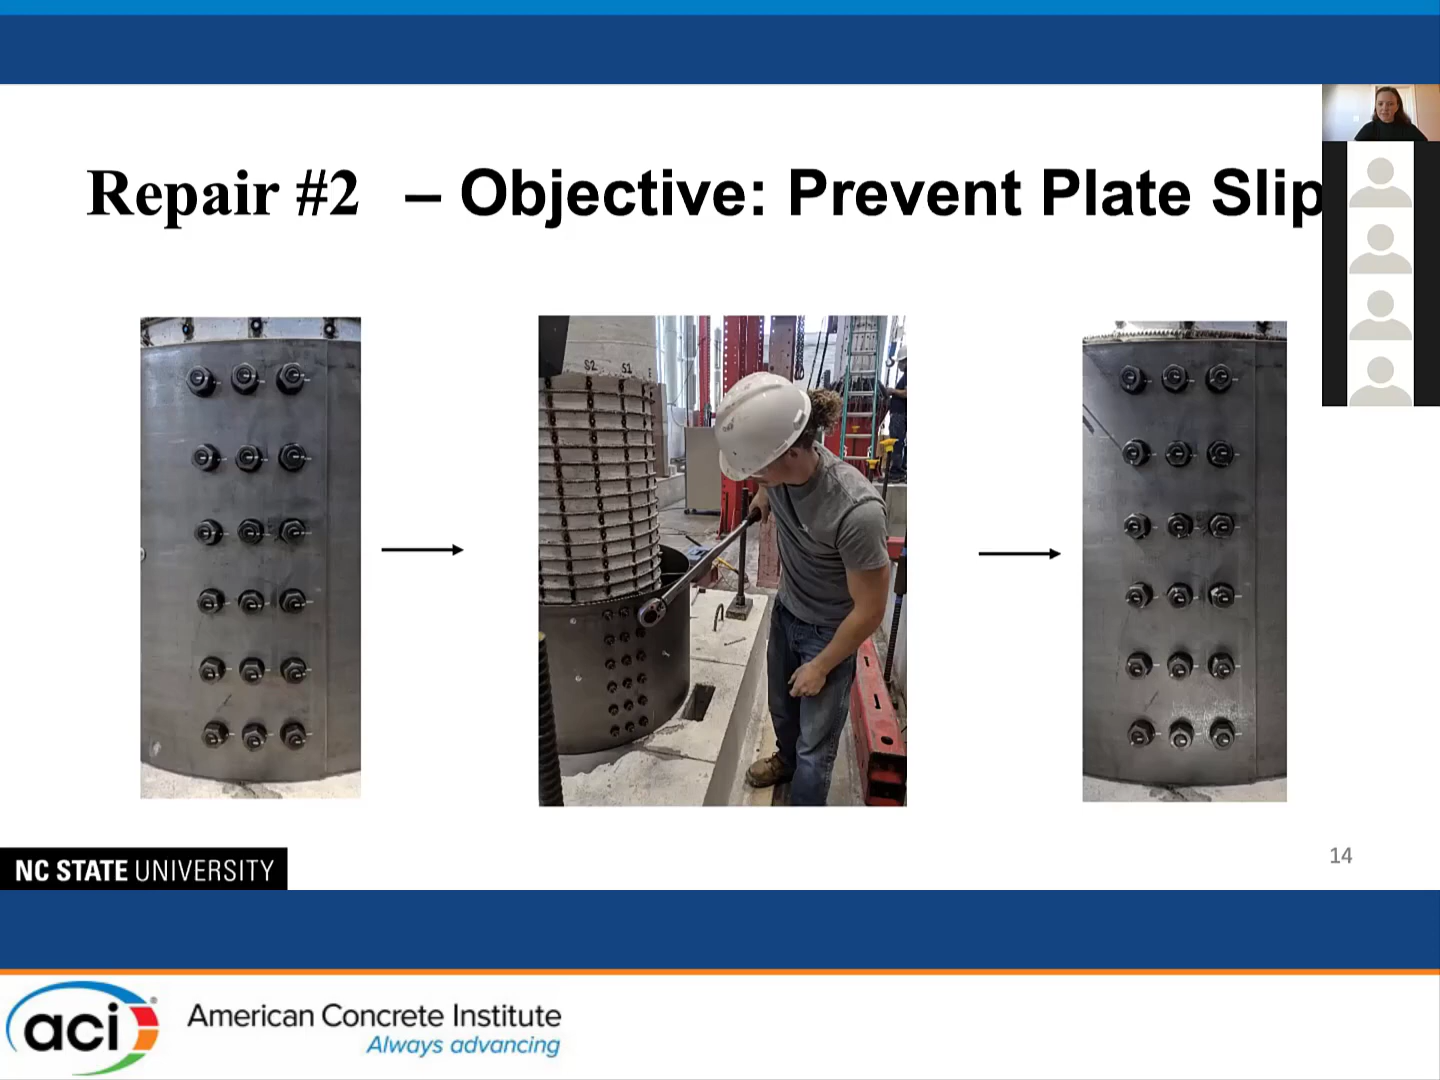 Repair #2 – Objective: Prevent Plate Slip
S2 S1 E
14
NC STATE UNIVERSITY
aci
American Concrete Institute
Always advancing